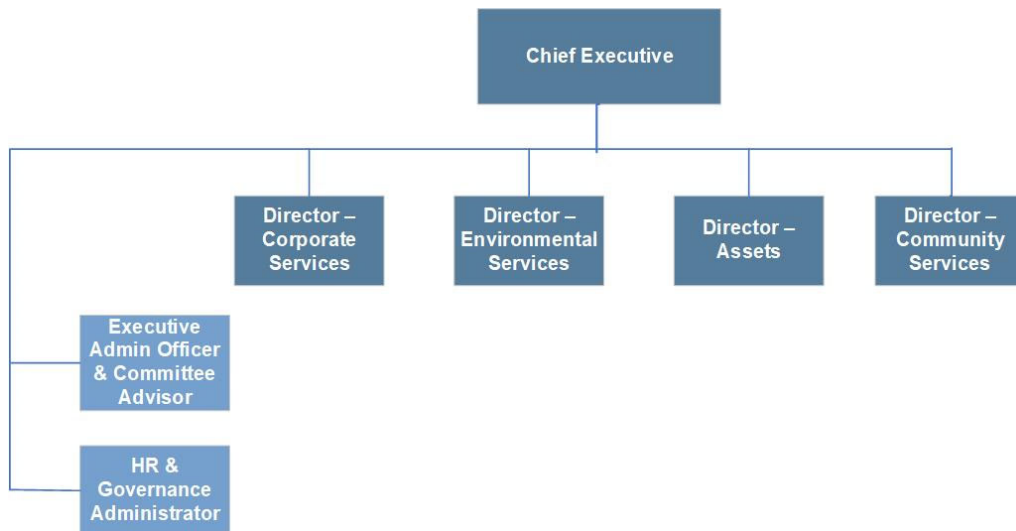 Chief Executive
Director –
Corporate
Services
Director –
Environmental
Services
Director –
Assets
Director –
Community
Services
Executive
Admin Officer
& Committee
Advisor
HR &
Governance
Administrator